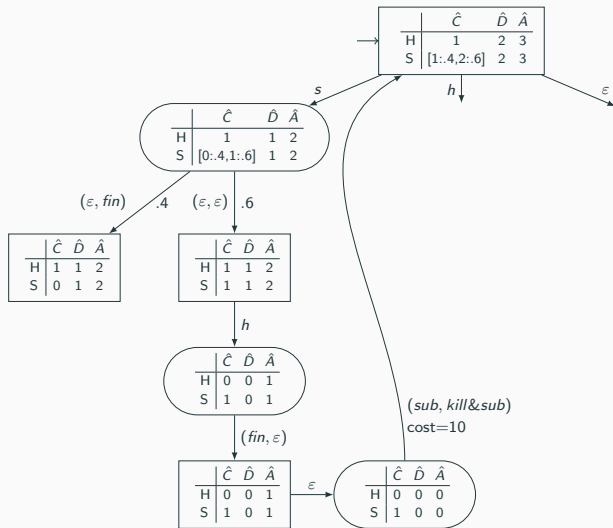 Ĉ D̂ Â
H 1 2 3
S [1:.4,2:.6] 2 3
s
h
ε
Ĉ D̂ Â
H 1 1 2
S [0:.4,1:.6] 1 2
(ε, fin) .4 (ε, ε) .6
Ĉ D̂ Â
H 1 1 2
S 0 1 2
Ĉ D̂ Â
H 1 1 2
S 1 1 2
h
Ĉ D̂ Â
H 0 0 1
S 1 0 1
(sub, kill&sub)
cost=10
(fin, ε)
Ĉ D̂ Â
H 0 0 1
S 1 0 1
ε
Ĉ D̂ Â
H 0 0 0
S 1 0 0